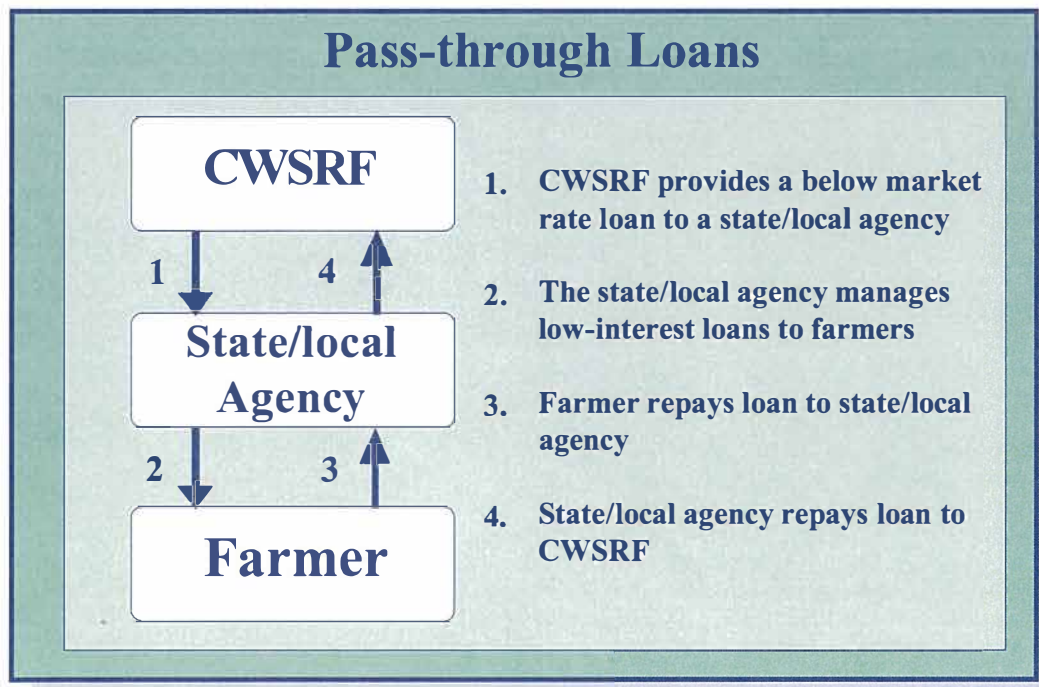 Pass-through Loans
CWSRF
1
4
State/local
Agency
2
3
Farmer
1. CWSRF provides a below market
rate loan to a state/local agency
2. The state/local agency manages
low-interest loans to farmers
3. Farmer repays loan to state/local
agency
4. State/local agency repays loan to
CWSRF